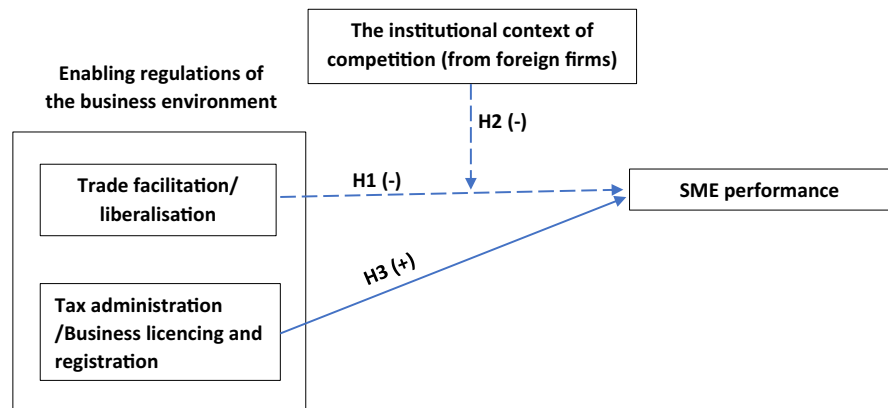 The institutional context of
competition (from foreign firms)
Enabling regulations of
the business environment
H2 (-)
Trade facilitation/
liberalisation
H1 (-)
SME performance
H3 (+)
Tax administration
/Business licencing and
registration